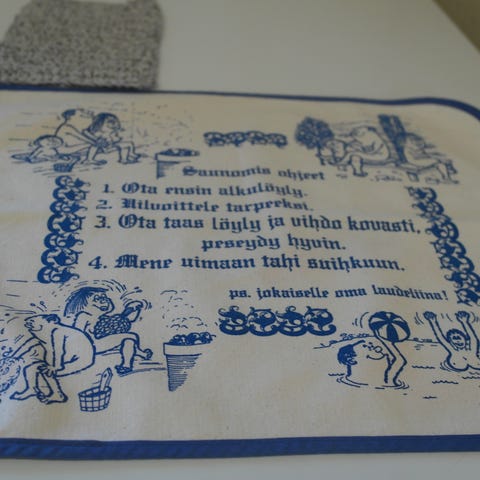 Saunomis ohjeet
1. Ota ensin alkulöyly.
2. Vilvoittele tarpeeksi.
3. Ota taas löyly ja vihdo kovasti,
peseydy hyvin.
4. Mene uimaan tahi suihkuun.
ps. jokaiselle oma laudeliina!